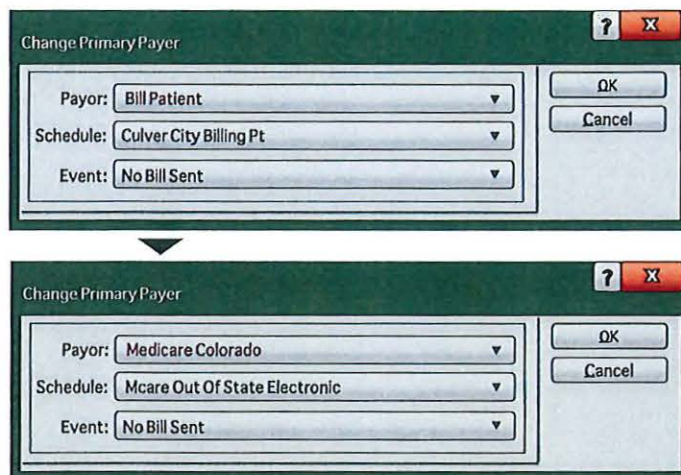 ? X
Change Primary Payer
Payor: Bill Patient
OK
Schedule: Culver City Billing Pt
Cancel
Event: No Bill Sent
? X
Change Primary Payer
Payor: Medicare Colorado
OK
Schedule: Mcare Out Of State Electronic
Cancel
Event: No Bill Sent